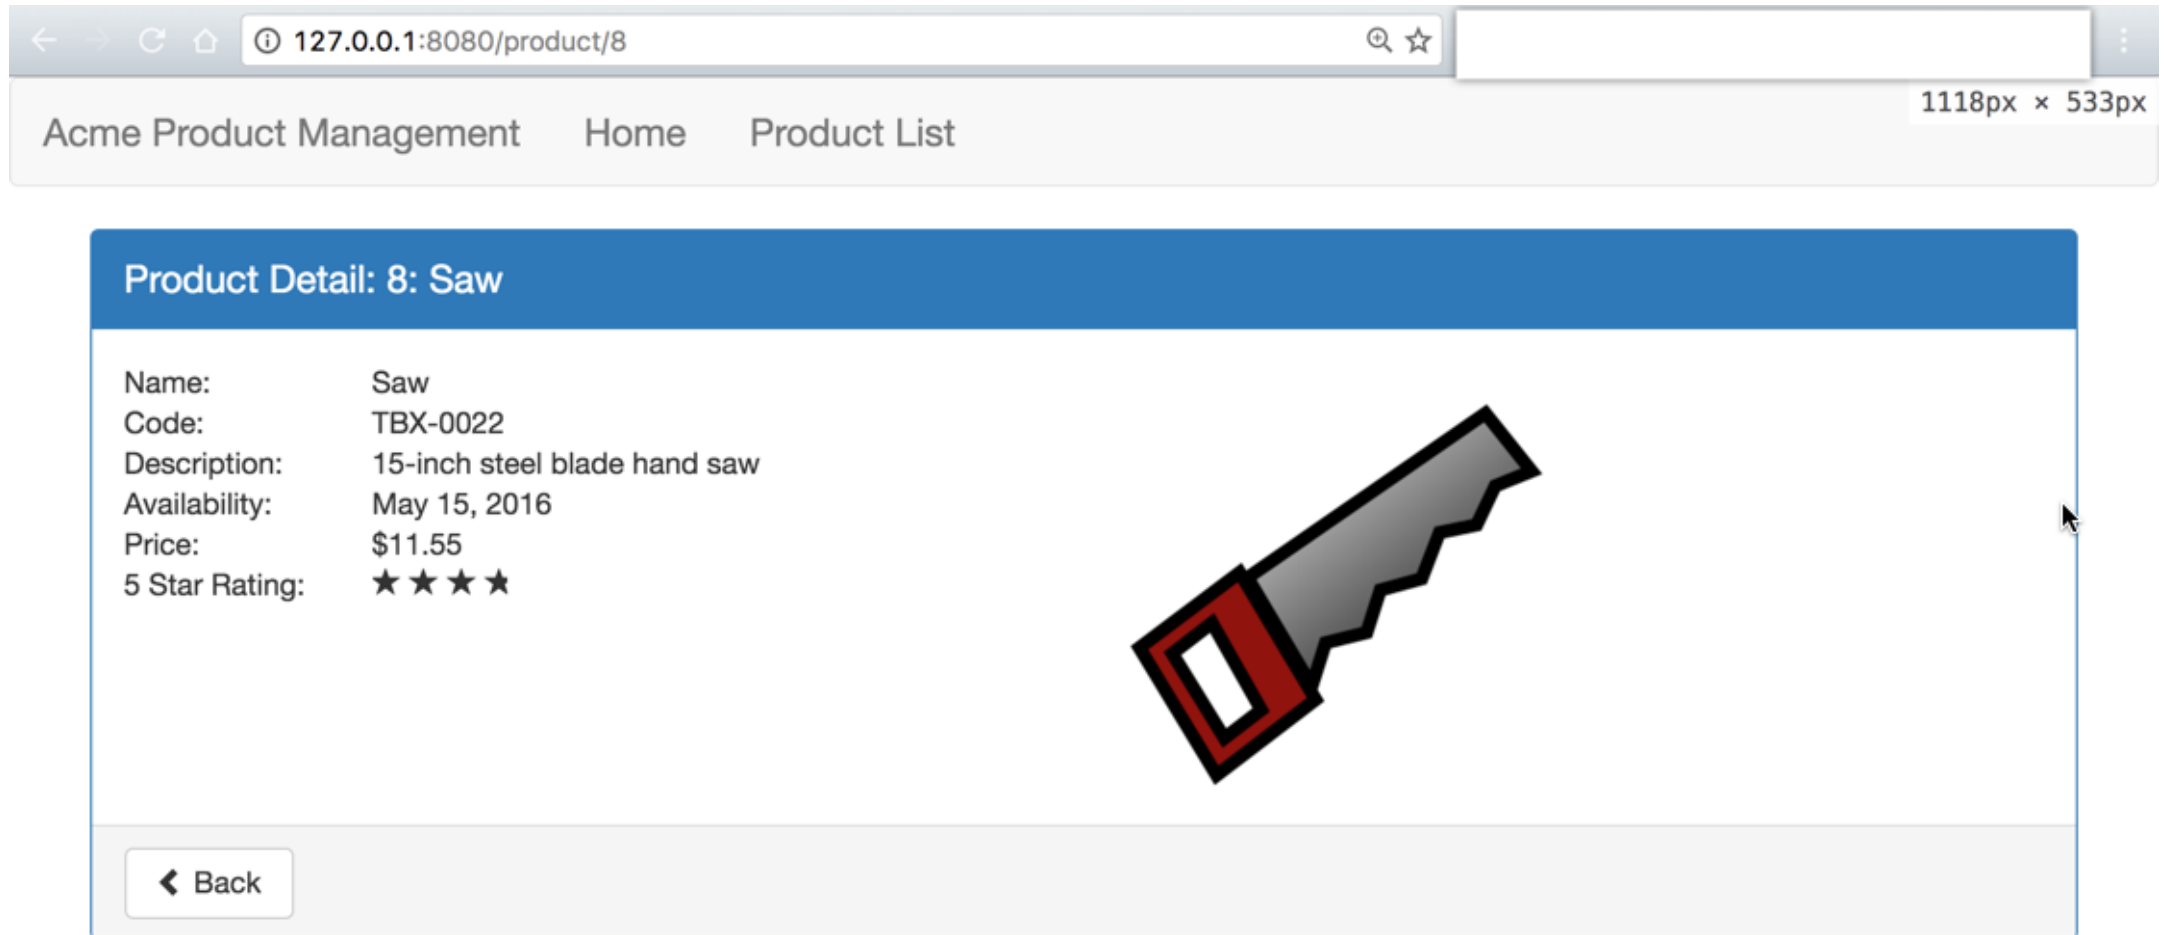 127.0.0.1:8080/product/8
1118px × 533px
Acme Product Management Home Product List
Product Detail: 8: Saw
Name: Saw
Code: TBX-0022
Description: 15-inch steel blade hand saw
Availability: May 15, 2016
Price: $11.55
5 Star Rating:
Back